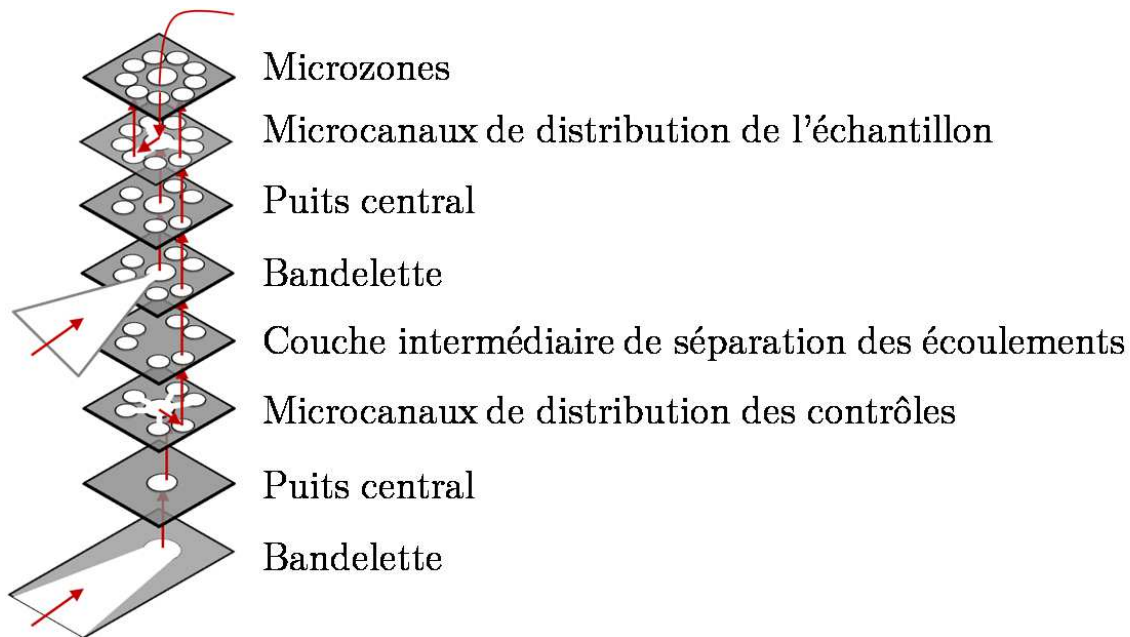 Microzones
Microcanaux de distribution de l'échantillon
Puits central
Bandelette
Couche intermédiaire de séparation des écoulements
Microcanaux de distribution des contrôles
Puits central
Bandelette